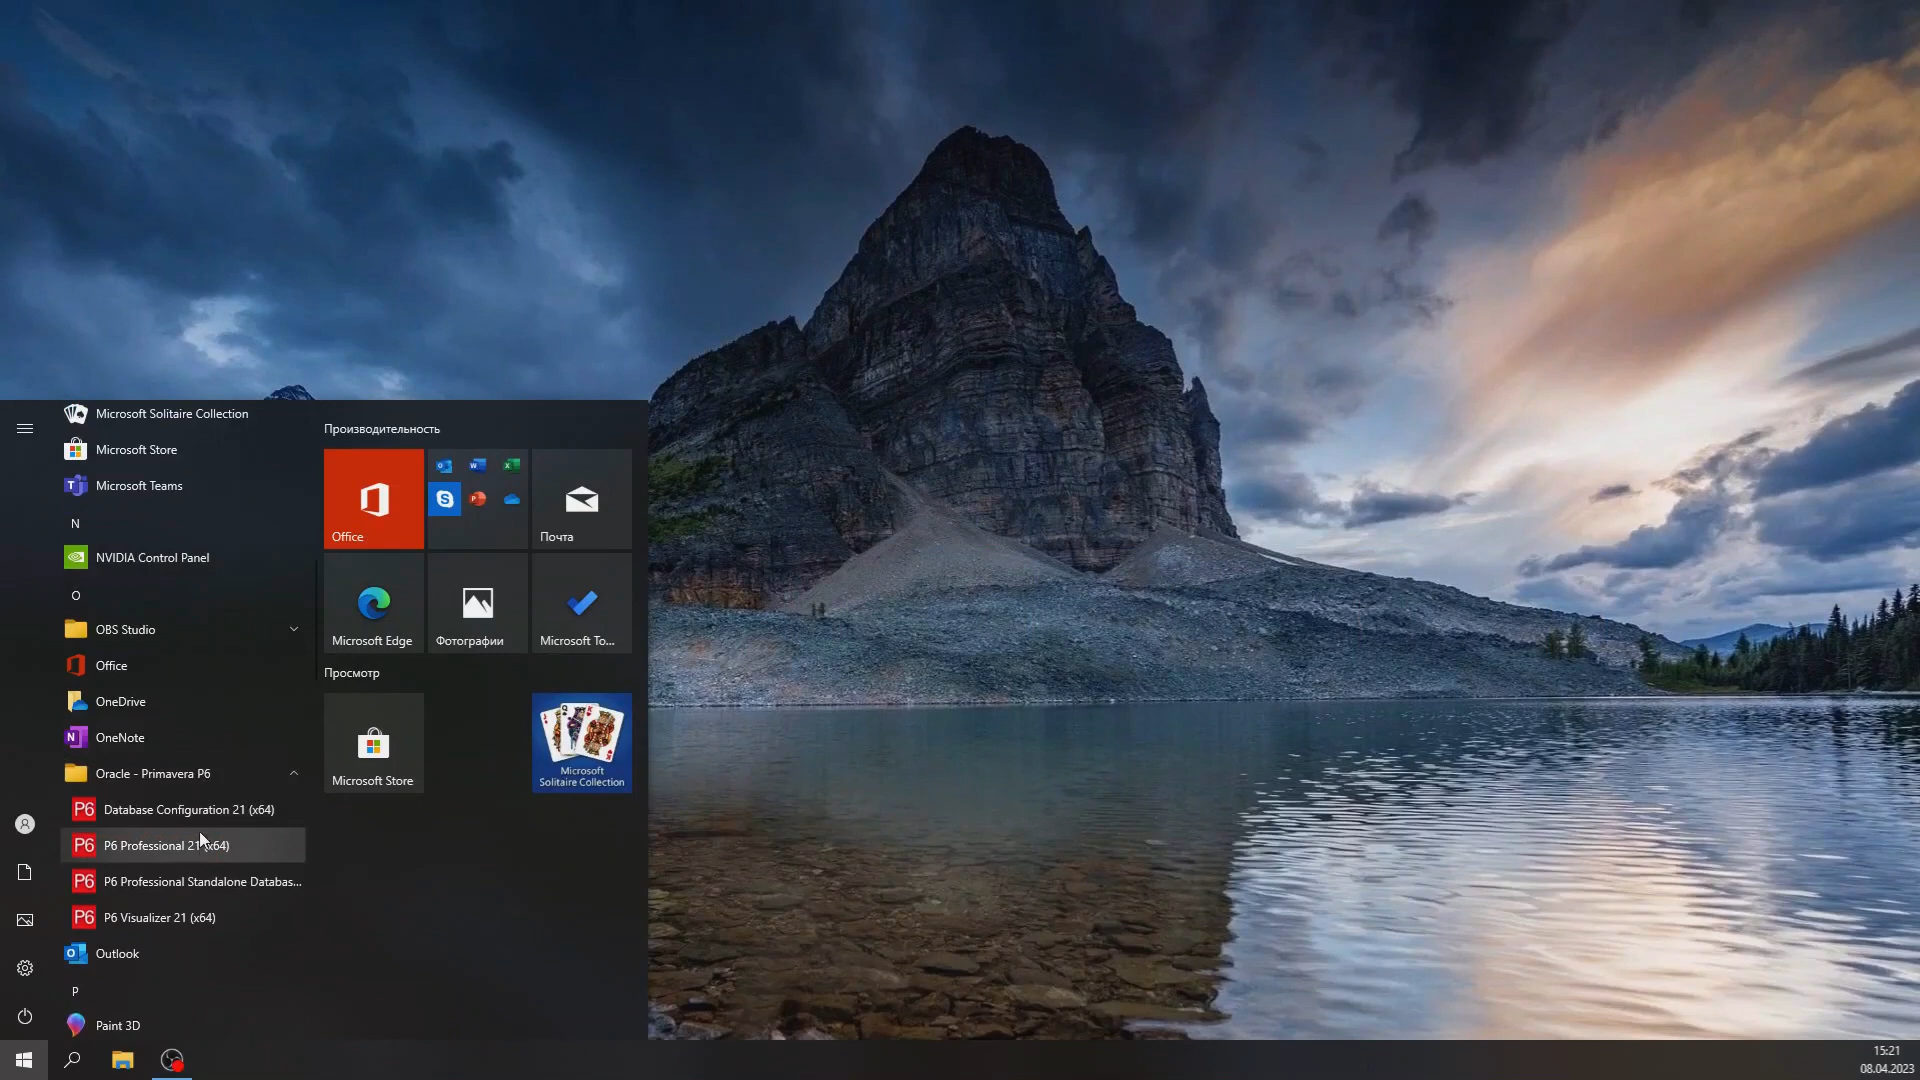 Microsoft Solitaire Collection
Microsoft Store
Microsoft Teams
N
NVIDIA Control Panel
O
OBS Studio
Office
OneDrive
OneNote
Oracle - Primavera P6
P6 Database Configuration 21 (x64)
P6 P6 Professional 21 (x64)
P6 P6 Professional Standalone Databas...
P6 P6 Visualizer 21 (x64)
Outlook
P
Paint 3D
Производительность
Office
Почта
Microsoft Edge
Фотографии
Microsoft To...
Просмотр
Microsoft Store
Microsoft
Solitaire Collection
15:21
08.04.2023